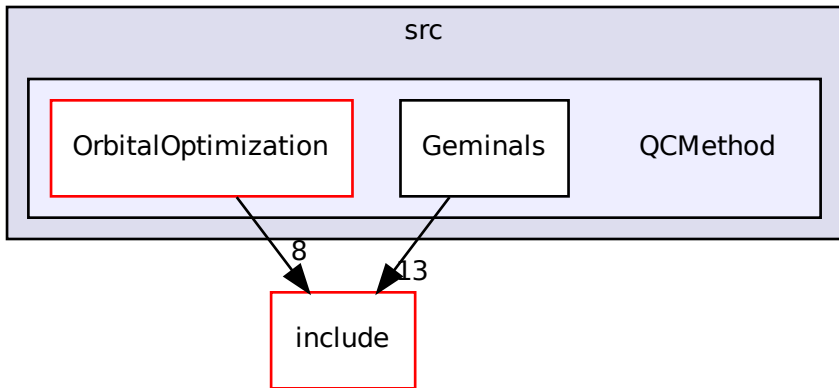 src
OrbitalOptimization
Geminals
QCMethod
8
13
include